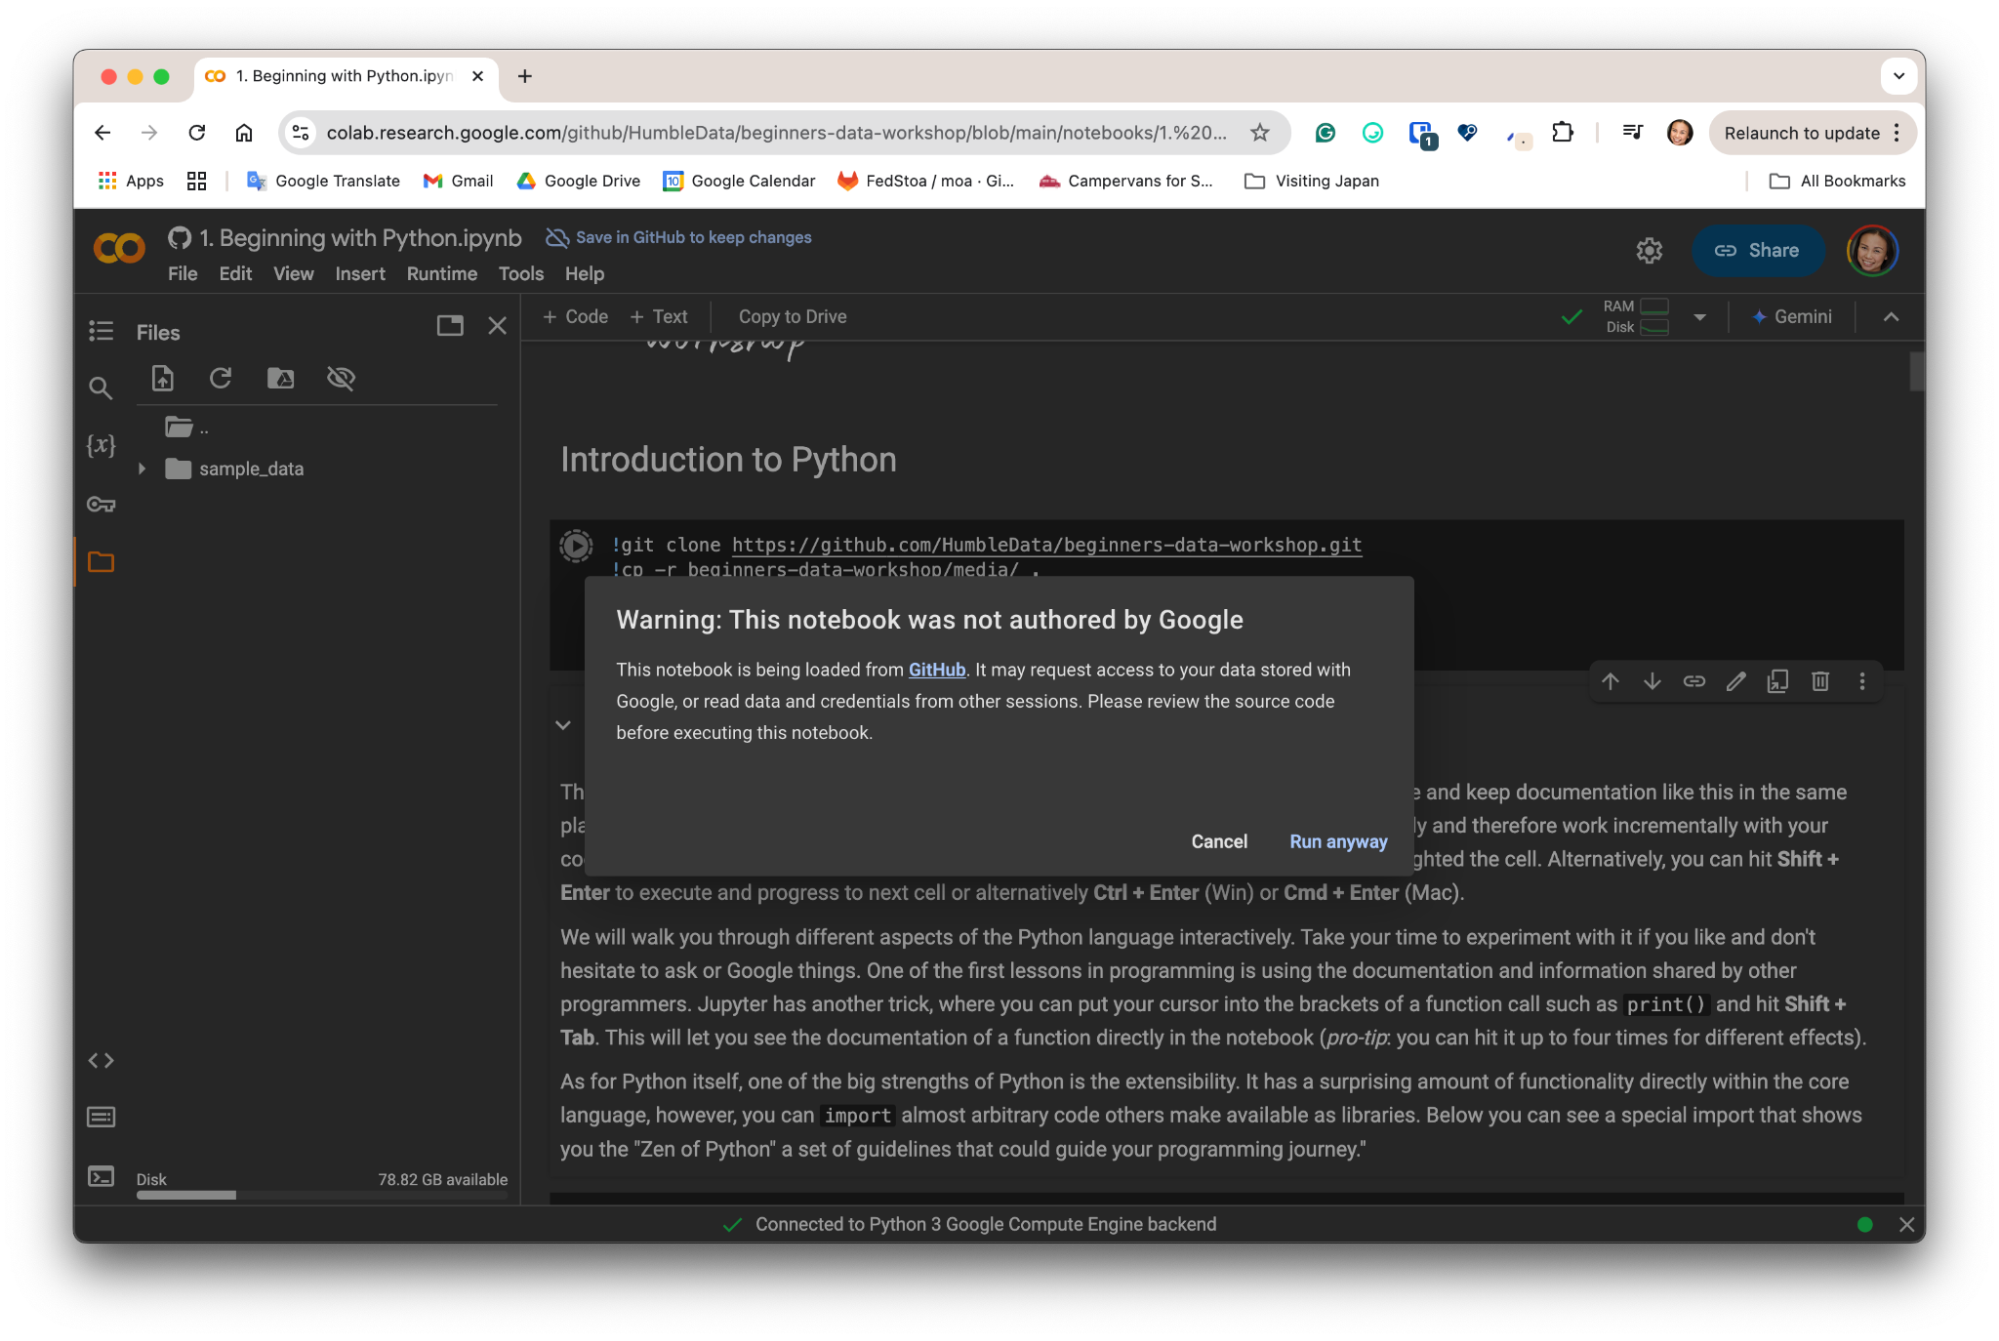 1. Beginning with Python.ipyn
colab.research.google.com/github/HumbleData/beginners-data-workshop/blob/main/notebooks/1.%20...
1
Relaunch to update
Apps
Google Translate
Gmail
Google Drive
10
Google Calendar
FedStoa / moa · Gi...
Campervans for S...
Visiting Japan
All Bookmarks
1. Beginning with Python.ipynb
Save in GitHub to keep changes
File Edit View Insert Runtime Tools Help
Share
Files
+ Code + Text
Copy to Drive
RAM
Disk
Gemini
workshop
..
{x}
sample_data
Introduction to Python
!git clone https://github.com/HumbleData/beginners-data-workshop.git
!cp -r beginners-data-workshop/media/ .
Warning: This notebook was not authored by Google
This notebook is being loaded from GitHub. It may request access to your data stored with
Google, or read data and credentials from other sessions. Please review the source code
before executing this notebook.
Cancel
Run anyway
Th
e and keep documentation like this in the same
pla
ly and therefore work incrementally with your
co
ghted the cell. Alternatively, you can hit Shift +
Enter to execute and progress to next cell or alternatively Ctrl + Enter (Win) or Cmd + Enter (Mac).
We will walk you through different aspects of the Python language interactively. Take your time to experiment with it if you like and don't
hesitate to ask or Google things. One of the first lessons in programming is using the documentation and information shared by other
programmers. Jupyter has another trick, where you can put your cursor into the brackets of a function call such as print() and hit Shift +
Tab. This will let you see the documentation of a function directly in the notebook (pro-tip: you can hit it up to four times for different effects).
As for Python itself, one of the big strengths of Python is the extensibility. It has a surprising amount of functionality directly within the core
language, however, you can import almost arbitrary code others make available as libraries. Below you can see a special import that shows
you the "Zen of Python" a set of guidelines that could guide your programming journey."
Disk
78.82 GB available
Connected to Python 3 Google Compute Engine backend